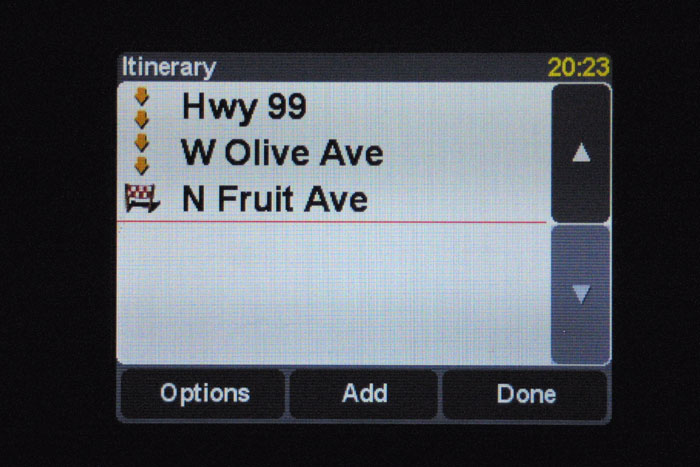 Itinerary 20:23
Hwy 99
W Olive Ave
N Fruit Ave
Options Add Done